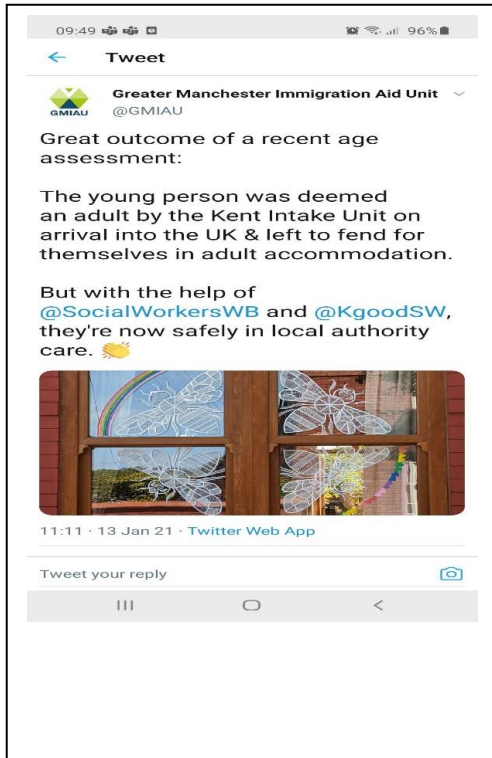 09:49 96%
Tweet
Greater Manchester Immigration Aid Unit
GMIAU @GMIAU
Great outcome of a recent age
assessment:
The young person was deemed
an adult by the Kent Intake Unit on
arrival into the UK & left to fend for
themselves in adult accommodation.
But with the help of
@SocialWorkersWB and @KgoodSW,
they're now safely in local authority
care. 👏
11:11 · 13 Jan 21 · Twitter Web App
Tweet your reply